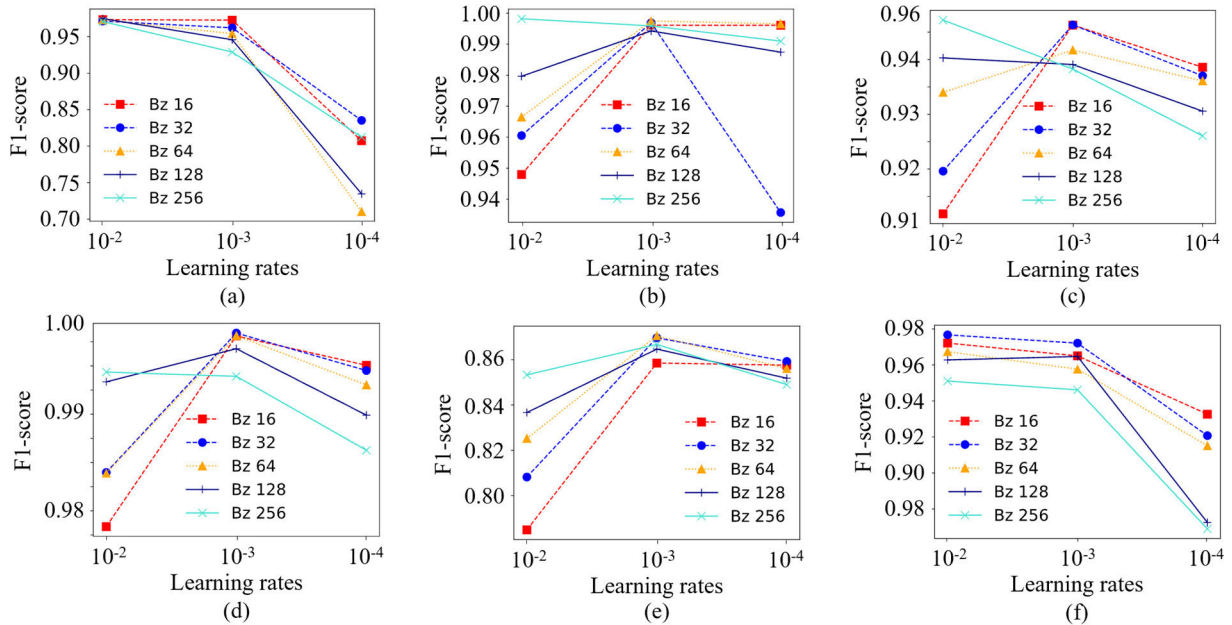 0.95
0.90
0.85
0.80
0.75
0.70
F1-score
Bz 16
Bz 32
Bz 64
Bz 128
Bz 256
10-2
10-3
10-4
Learning rates
(a)
1.00
0.99
0.98
0.97
0.96
0.95
0.94
F1-score
Bz 16
Bz 32
Bz 64
Bz 128
Bz 256
10-2
10-3
10-4
Learning rates
(b)
0.96
0.94
0.93
0.92
0.91
F1-score
Bz 16
Bz 32
Bz 64
Bz 128
Bz 256
10-2
10-3
10-4
Learning rates
(c)
1.00
0.99
0.98
F1-score
Bz 16
Bz 32
Bz 64
Bz 128
Bz 256
10-2
10-3
10-4
Learning rates
(d)
0.86
0.84
0.82
0.80
F1-score
Bz 16
Bz 32
Bz 64
Bz 128
Bz 256
10-2
10-3
10-4
Learning rates
(e)
0.98
0.96
0.94
0.92
0.90
0.98
F1-score
Bz 16
Bz 32
Bz 64
Bz 128
Bz 256
10-2
10-3
10-4
Learning rates
(f)